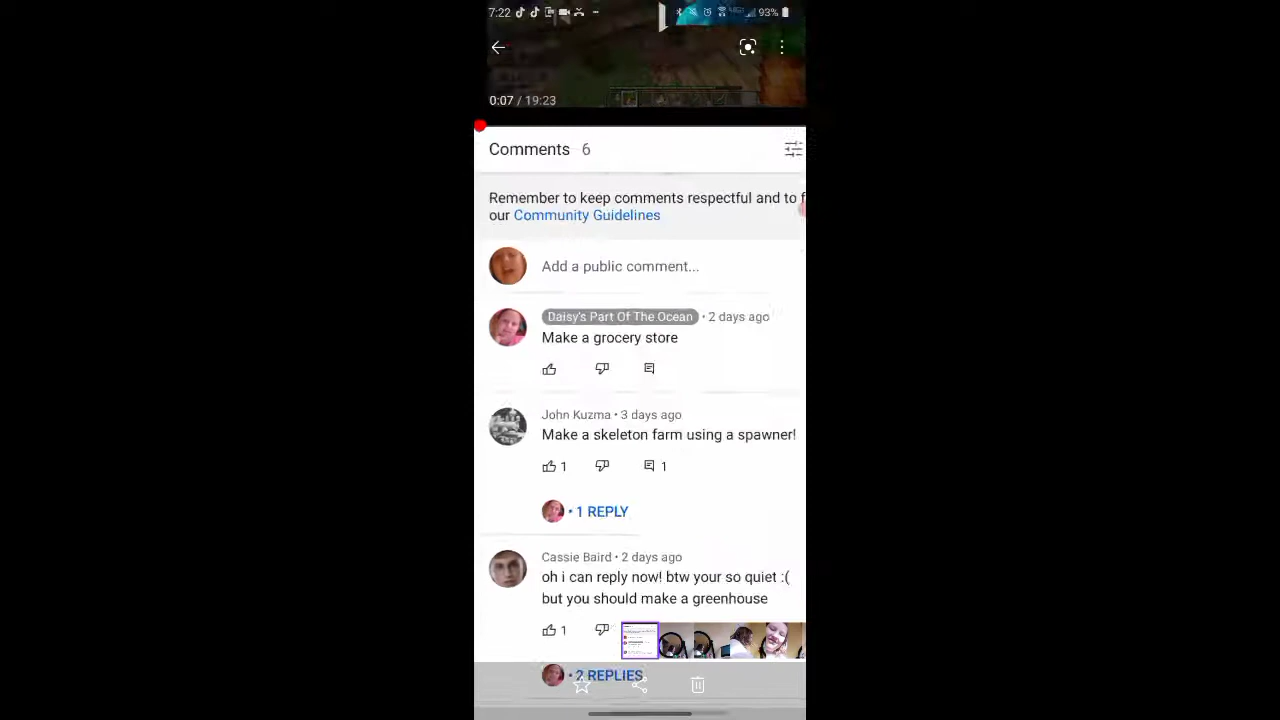 7:22
93%
0:07 / 19:23
Comments 6
Remember to keep comments respectful and to f
our Community Guidelines
Add a public comment...
Daisy's Part Of The Ocean • 2 days ago
Make a grocery store
John Kuzma • 3 days ago
Make a skeleton farm using a spawner!
1 1
• 1 REPLY
Cassie Baird • 2 days ago
oh i can reply now! btw your so quiet :(
but you should make a greenhouse
1
• 2 REPLIES